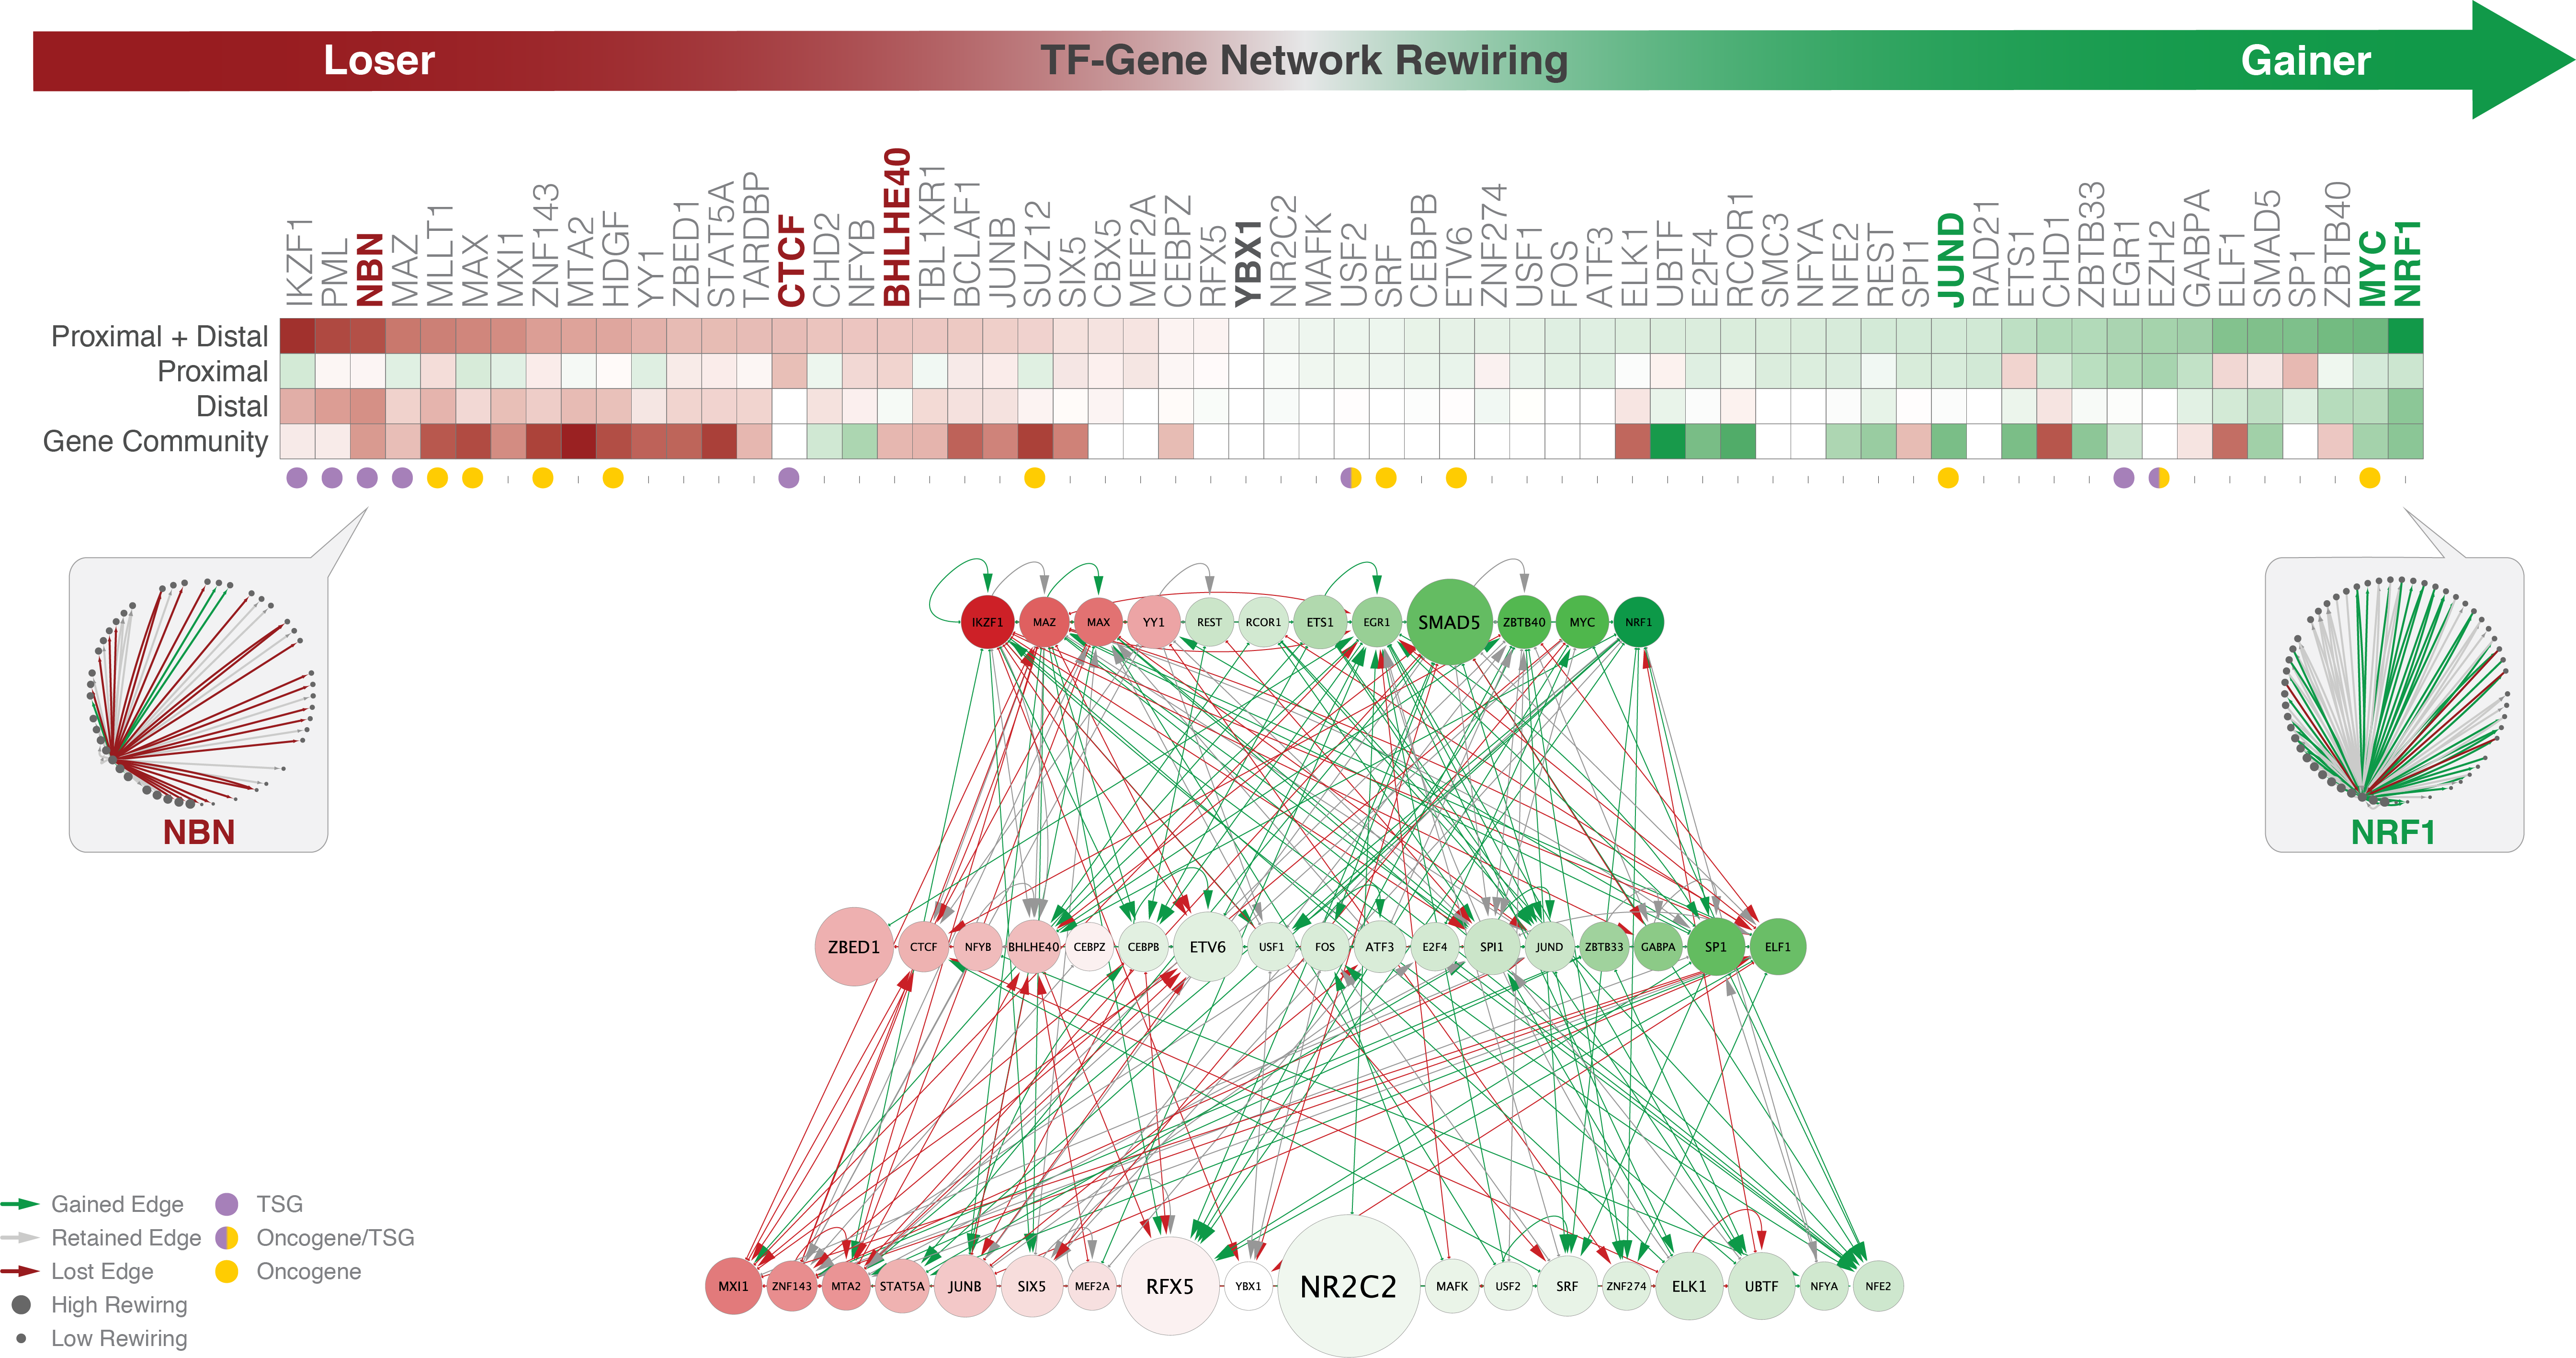 Loser TF-Gene Network Rewiring Gainer
IKZF1 PML NBN MAZ MLLT1 MAX MXI1 ZNF143 MTA2 HDGF YY1 ZBED1 STAT5A TARDBP CTCF CHD2 NFYB BHLHE40 TBL1XR1 BCLAF1 JUNB SUZ12 SIX5 CBX5 MEF2A CEBPZ RFX5 YBX1 NR2C2 MAFK USF2 SRF CEBPB ETV6 ZNF274 USF1 FOS ATF3 ELK1 UBTF E2F4 RCOR1 SMC3 NFYA NFE2 REST SPI1 JUND RAD21 ETS1 CHD1 ZBTB33 EGR1 EZH2 GABPA ELF1 SMAD5 SP1 ZBTB40 MYC NRF1
Proximal + Distal
Proximal
Distal
Gene Community
NBN
NRF1
IKZF1 MAZ MAX YY1 REST RCOR1 ETS1 EGR1 SMAD5 ZBTB40 MYC NRF1
ZBED1 CTCF NFYB BHLHE40 CEBPZ CEBPB ETV6 USF1 FOS ATF3 E2F4 SPI1 JUND ZBTB33 GABPA SP1 ELF1
MXI1 ZNF143 MTA2 STAT5A JUNB SIX5 MEF2A RFX5 YBX1 NR2C2 MAFK USF2 SRF ZNF274 ELK1 UBTF NFYA NFE2
Gained Edge TSG
Retained Edge Oncogene/TSG
Lost Edge Oncogene
High Rewirng
Low Rewiring